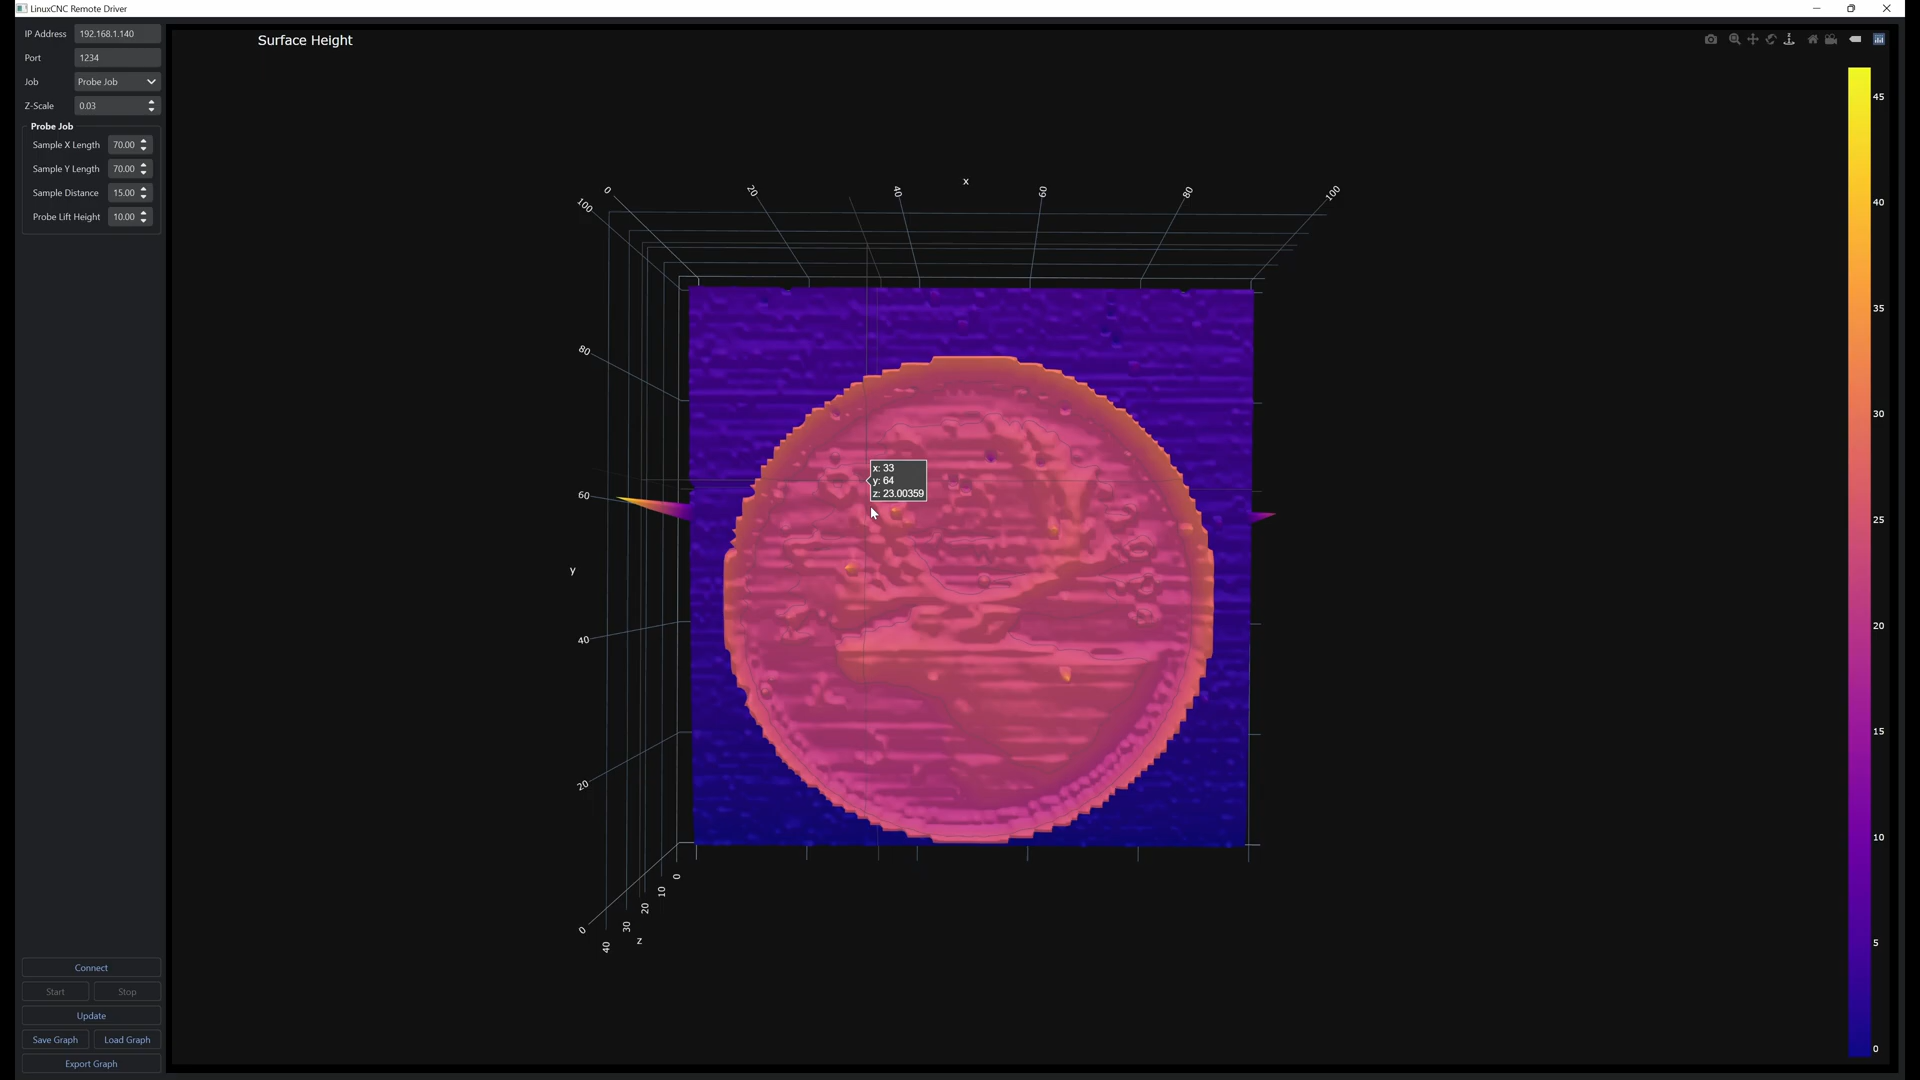 LinuxCNC Remote Driver
IP Address 192.168.1.140
Port 1234
Job Probe Job
Z-Scale 0.03
Probe Job
Sample X Length 70.00
Sample Y Length 70.00
Sample Distance 15.00
Probe Lift Height 10.00
Connect
Start Stop
Update
Save Graph Load Graph
Export Graph
Surface Height
x
0 20 40 60 80 100
y
100
80
60
40
20
0
z
0
10
20
30
40
x: 33
y: 64
z: 23.00359
45
40
35
30
25
20
15
10
5
0